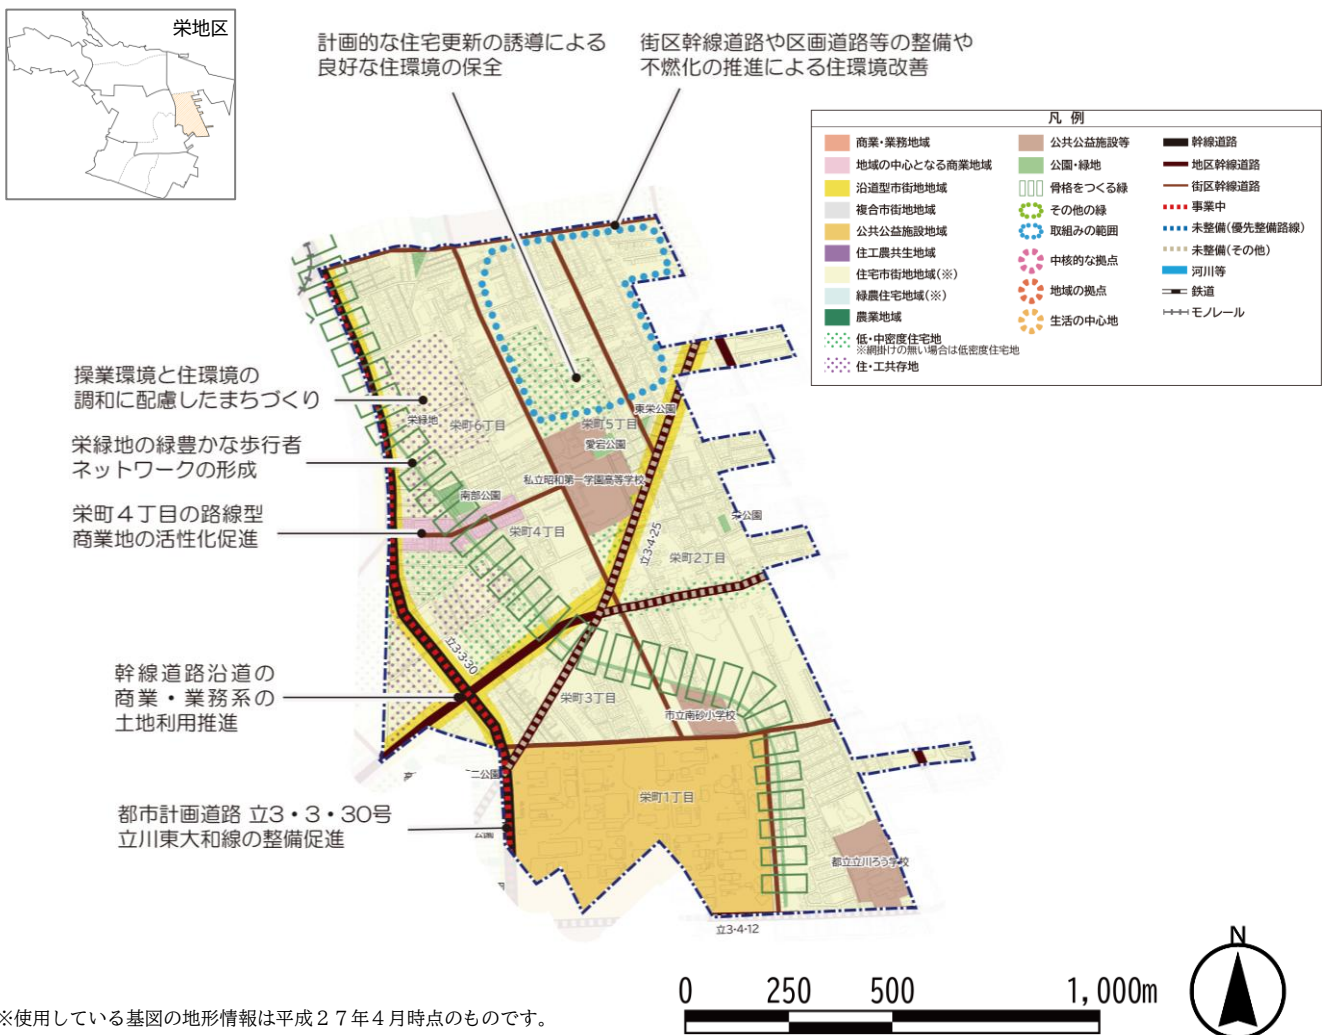 栄地区
計画的な住宅更新の誘導による
良好な住環境の保全
街区幹線道路や区画道路等の整備や
不燃化の推進による住環境改善
凡 例
商業・業務地域
地域の中心となる商業地域
沿道型市街地地域
複合市街地地域
公共公益施設地域
住工農共生地域
住宅市街地地域(※)
緑農住宅地域(※)
農業地域
低・中密度住宅地
※網掛けの無い場合は低密度住宅地
住・工共存地
公共公益施設等
公園・緑地
骨格をつくる緑
その他の緑
取組みの範囲
中核的な拠点
地域の拠点
生活の中心地
幹線道路
地区幹線道路
街区幹線道路
事業中
未整備(優先整備路線)
未整備(その他)
河川等
鉄道
モノレール
操業環境と住環境の
調和に配慮したまちづくり
栄緑地の緑豊かな歩行者
ネットワークの形成
栄町４丁目の路線型
商業地の活性化促進
幹線道路沿道の
商業・業務系の
土地利用推進
都市計画道路 立3・3・30号
立川東大和線の整備促進
栄緑地
栄町6丁目
栄町5丁目
東栄公園
愛宕公園
私立昭和第一学園高等学校
南部公園
栄町4丁目
立3・4・25
栄町2丁目
立3・3・30
栄町3丁目
市立南砂小学校
二公園
栄町1丁目
都立立川ろう学校
立3・4・12
N
0 250 500 1,000m
※使用している基図の地形情報は平成２７年４月時点のものです。